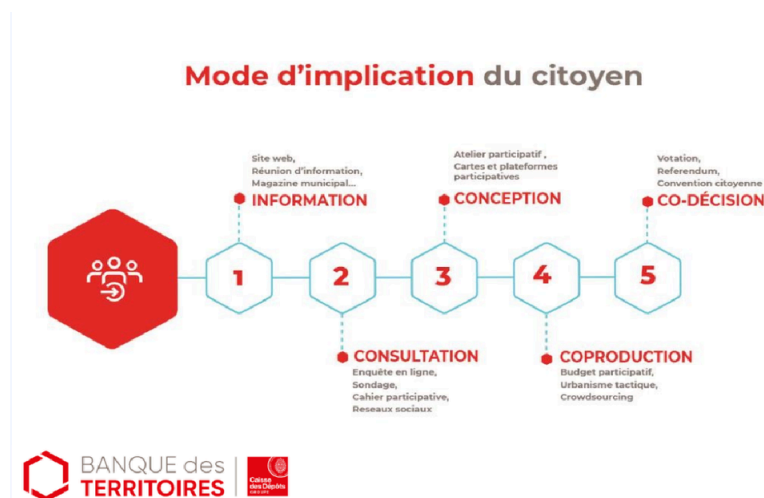 Mode d'implication du citoyen
Site web,
Réunion d'information,
Magazine municipal...
INFORMATION
Atelier participatif ,
Cartes et plateformes
participatives
CONCEPTION
Votation,
Referendum,
Convention citoyenne
CO-DÉCISION
1
2
3
4
5
CONSULTATION
Enquête en ligne,
Sondage,
Cahier participative,
Reseaux sociaux
COPRODUCTION
Budget participatif,
Urbanisme tactique,
Crowdsourcing
BANQUE des
TERRITOIRES
Caisse
des Dépôts
GROUPE